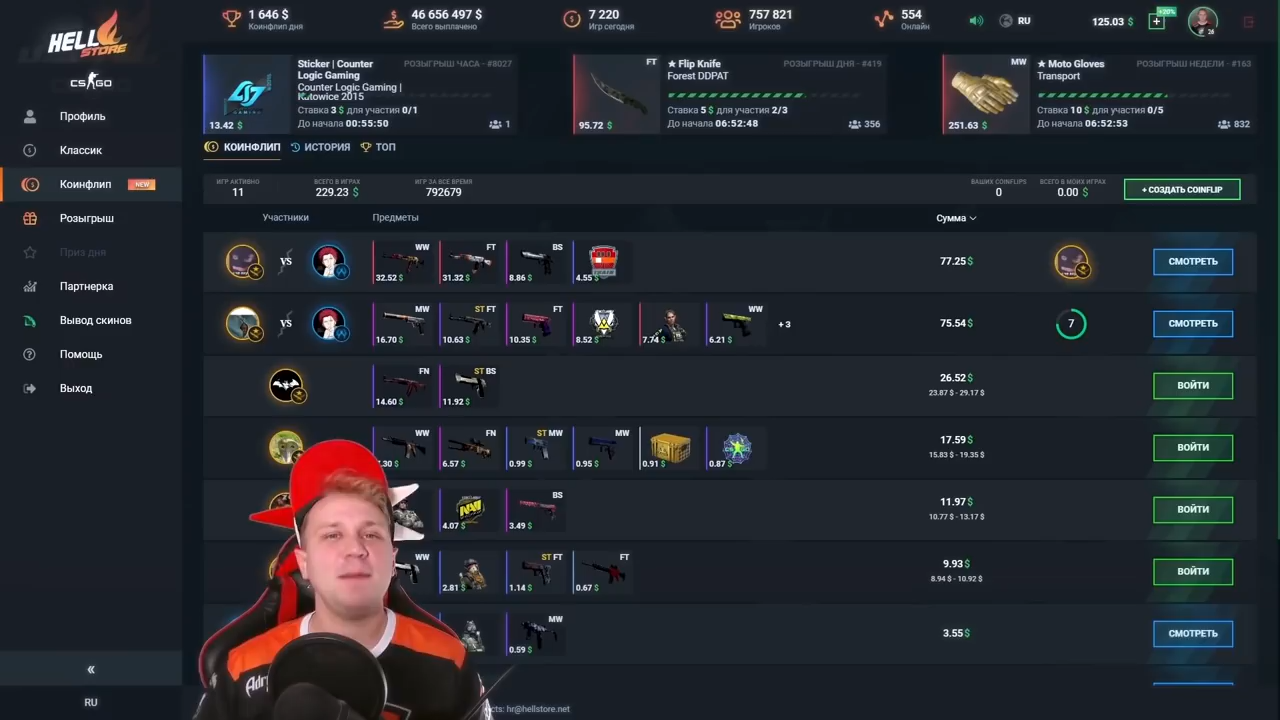 HELL
STORE
CS GO
1 646 $
Коинфлип дня
46 656 497 $
Всего выплачено
7 220
Игр сегодня
757 821
Игроков
554
Онлайн
RU
125.03 $
+
+20%
26
Sticker | Counter
Logic Gaming
Counter Logic Gaming |
Katowice 2015
РОЗЫГРЫШ ЧАСА - #8027
Ставка 3 $ для участия 0/1
До начала 00:55:50
1
13.42 $
FT
★ Flip Knife
Forest DDPAT
РОЗЫГРЫШ ДНЯ - #419
Ставка 5 $ для участия 2/3
До начала 06:52:48
356
95.72 $
MW
★ Moto Gloves
Transport
РОЗЫГРЫШ НЕДЕЛИ - #163
Ставка 10 $ для участия 0/5
До начала 06:52:53
832
251.63 $
Профиль
Классик
Коинфлип NEW
Розыгрыш
Приз дня
Партнерка
Вывод скинов
Помощь
Выход
«
RU
КОИНФЛИП ИСТОРИЯ ТОП
ИГР АКТИВНО
11
ВСЕГО В ИГРАХ
229.23 $
ИГР ЗА ВСЕ ВРЕМЯ
792679
ВАШИХ COINFLIPS
0
ВСЕГО В МОИХ ИГРАХ
0.00 $
+ СОЗДАТЬ COINFLIP
Участники Предметы Сумма
VS
WW FT BS
32.52 $ 31.32 $ 8.86 $ 4.55 $
TRAIN
77.25 $
СМОТРЕТЬ
VS
MW ST FT FT WW
16.70 $ 10.63 $ 10.35 $ 8.52 $ 7.74 $ 6.21 $
+ 3
75.54 $
7
СМОТРЕТЬ
FN ST BS
14.60 $ 11.92 $
26.52 $
23.87 $ - 29.17 $
ВОЙТИ
WW FN ST MW MW
.30 $ 6.57 $ 0.99 $ 0.95 $ 0.91 $ 0.87 $
17.59 $
15.83 $ - 19.35 $
ВОЙТИ
BS
4.07 $ 3.49 $
11.97 $
10.77 $ - 13.17 $
ВОЙТИ
WW ST FT FT
2.81 $ 1.14 $ 0.67 $
9.93 $
8.94 $ - 10.92 $
ВОЙТИ
MW
0.59 $
3.55 $
СМОТРЕТЬ
cts: hr@hellstore.net